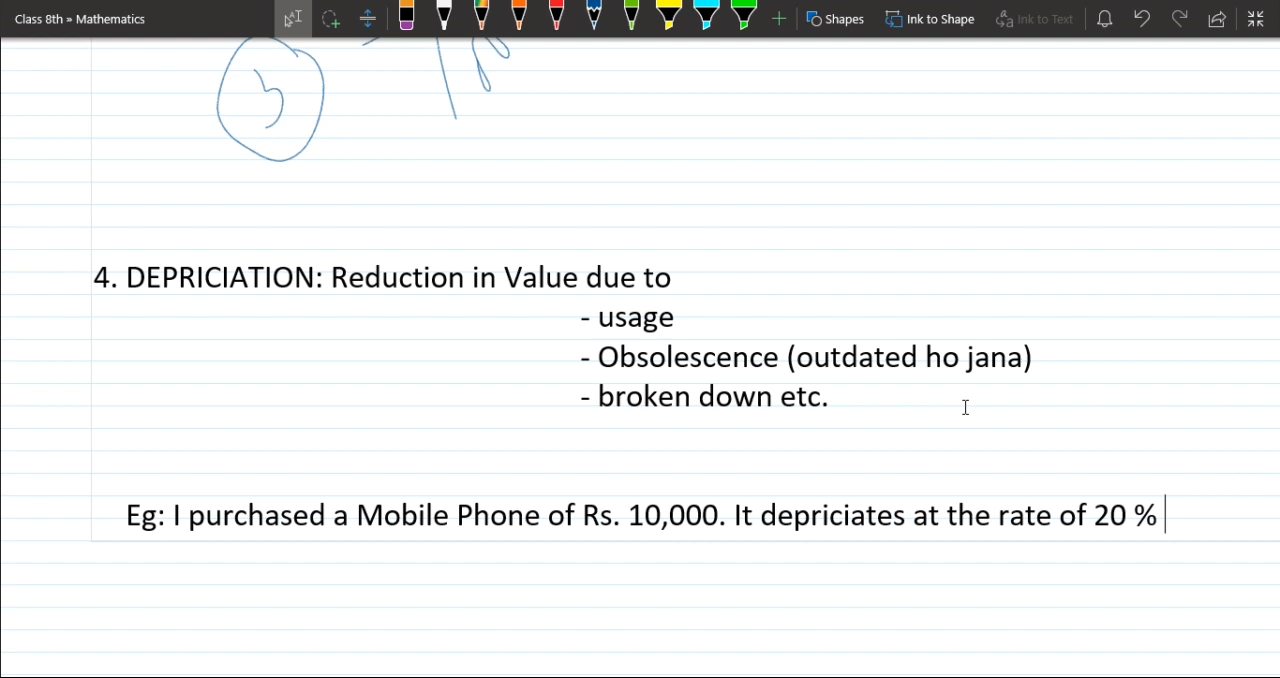 Class 8th » Mathematics
Shapes
Ink to Shape
Ink to Text
3
4. DEPRICIATION: Reduction in Value due to
- usage
- Obsolescence (outdated ho jana)
- broken down etc.
Eg: I purchased a Mobile Phone of Rs. 10,000. It depriciates at the rate of 20 %